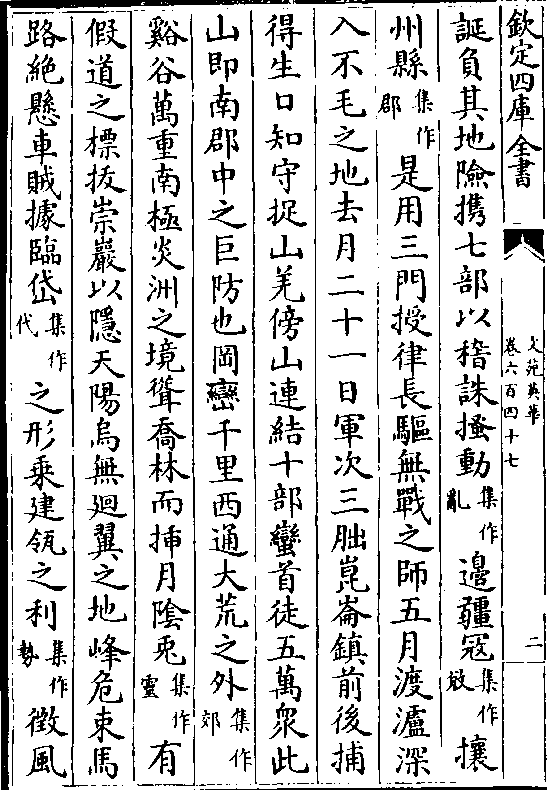 欽定四庫全書
文苑英華
卷六百四十七
二
誕負其地險攜七部以稽誅搔動集作亂邊疆寇集作敓攘
州縣集作郡是用三門授律長驅無戰之師五月渡瀘深
入不毛之地去月二十一日軍次三朏崑崙鎮前後捕
得生口知守捉山羌傍山連結十部蠻首徒五萬衆此
山即南郡中之巨防也岡巒千里西通大荒之外集作郊
谿谷萬重南極炎洲之境聳喬林而插月陰兎集作靈有
假道之標拔崇巖以隱天陽烏無廻翼之地峰危束馬
路絶懸車賊據臨岱集作代之形乗建瓴之利集作勢徵風